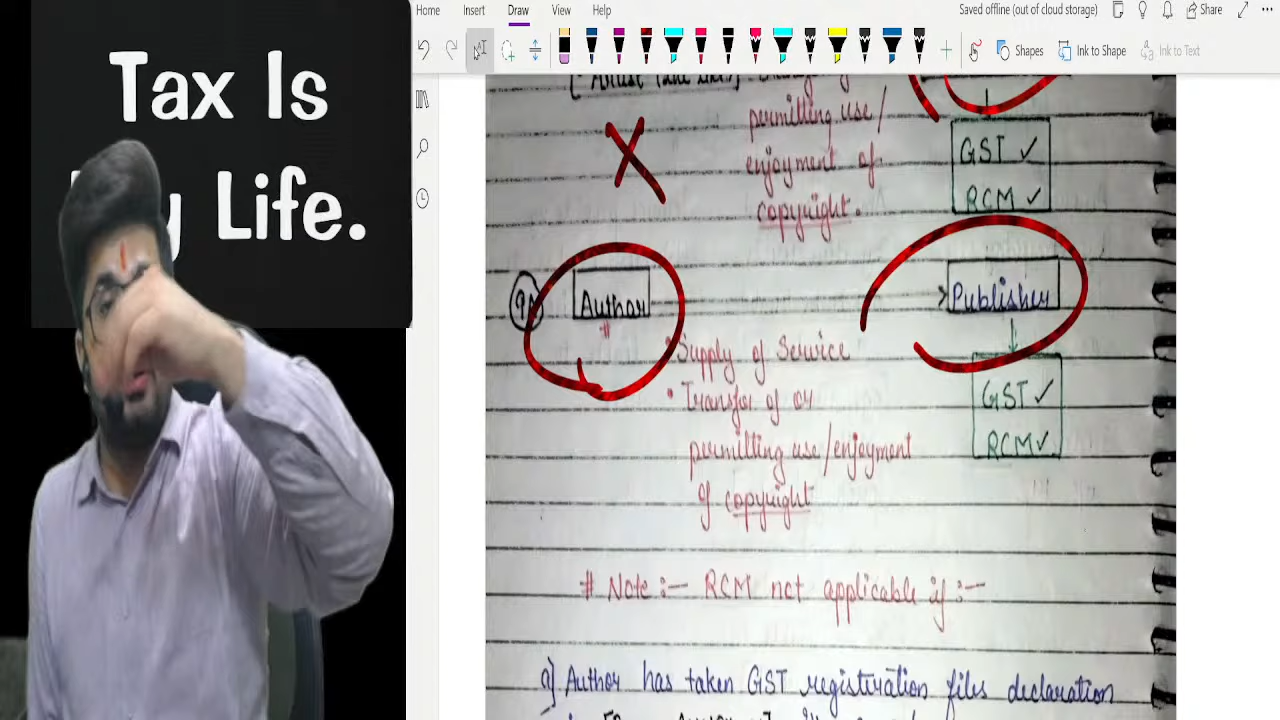 Home Insert Draw View Help Saved offline (out of cloud storage) Share
Shapes Ink to Shape Ink to Text
Tax Is
Life.
permitting use/
enjoyment of
copyright.
GST ✓
RCM ✓
9A Author Publisher
#
• Supply of Service
• Transfer of or
permitting use/enjoyment
of copyright
GST ✓
RCM ✓
# Note :- RCM not applicable if :-
a] Author has taken GST registration files declaration